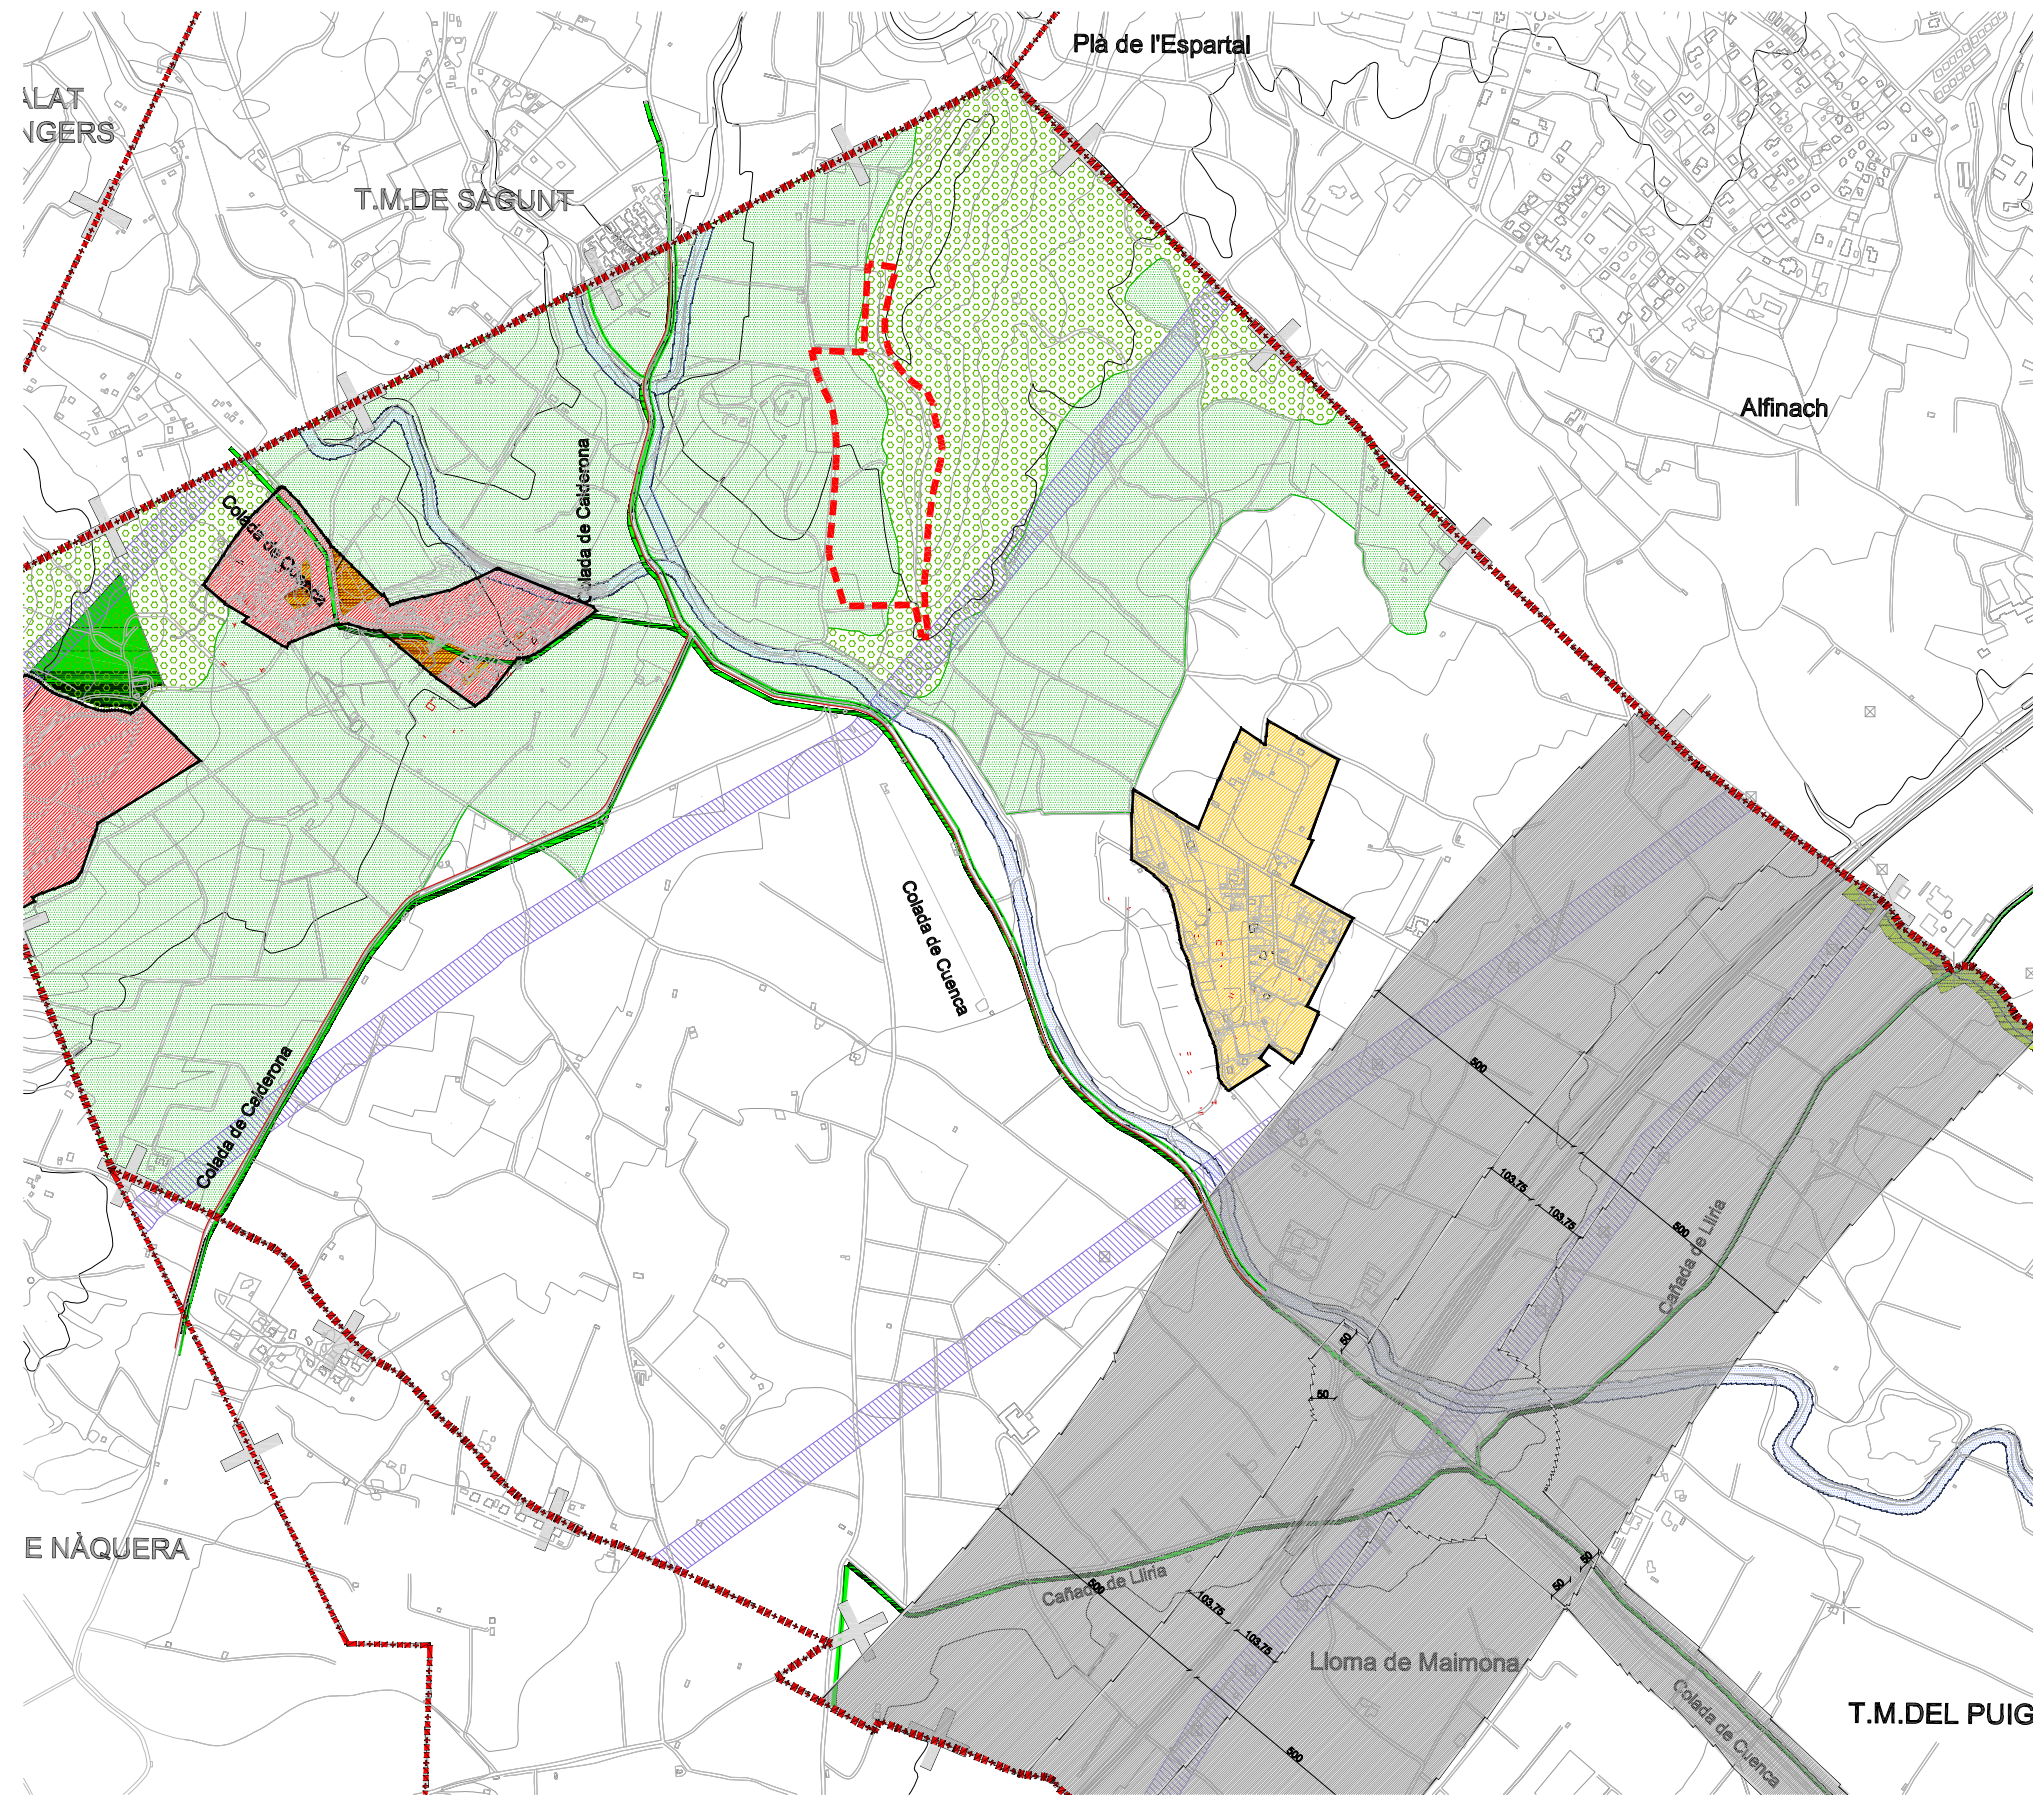 Plà de l'Espartal
ALAT
NGERS
T.M.DE SAGUNT
Alfinach
Colada de Calderona
Colada de Cuenca
Colada de Cuenca
Colada de Calderona
500
103.75
103.75
500
Cañada de Lliria
50
50
E NÀQUERA
50
50
Cañada de Lliria
500
103.75
103.75
Lloma de Maimona
Colada de Cuenca
T.M.DEL PUIG
500